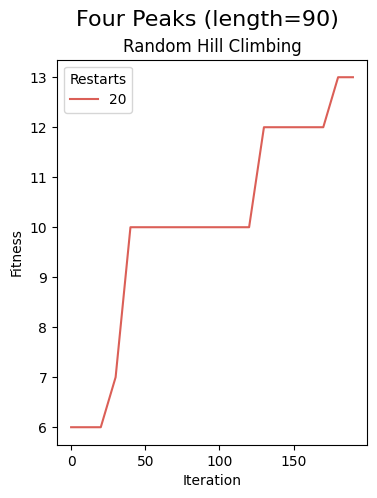 Four Peaks (length=90)
Random Hill Climbing
Restarts
20
13
12
11
10
9
8
7
6
Fitness
0
50
100
150
Iteration